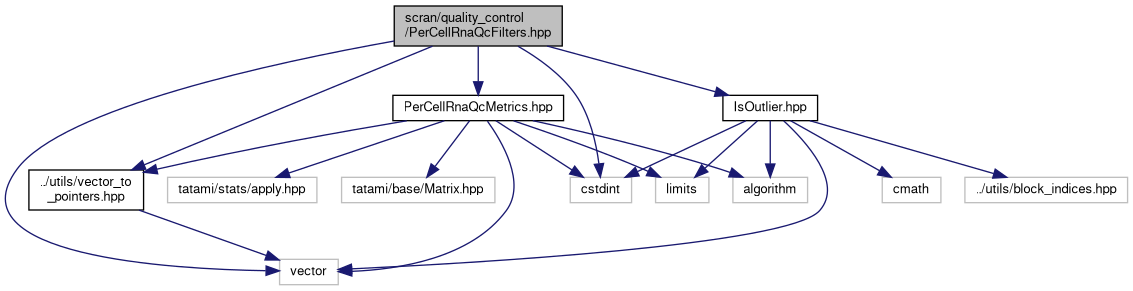 scran/quality_control
/PerCellRnaQcFilters.hpp
PerCellRnaQcMetrics.hpp
IsOutlier.hpp
../utils/vector_to
_pointers.hpp
tatami/stats/apply.hpp
tatami/base/Matrix.hpp
cstdint
limits
algorithm
cmath
../utils/block_indices.hpp
vector